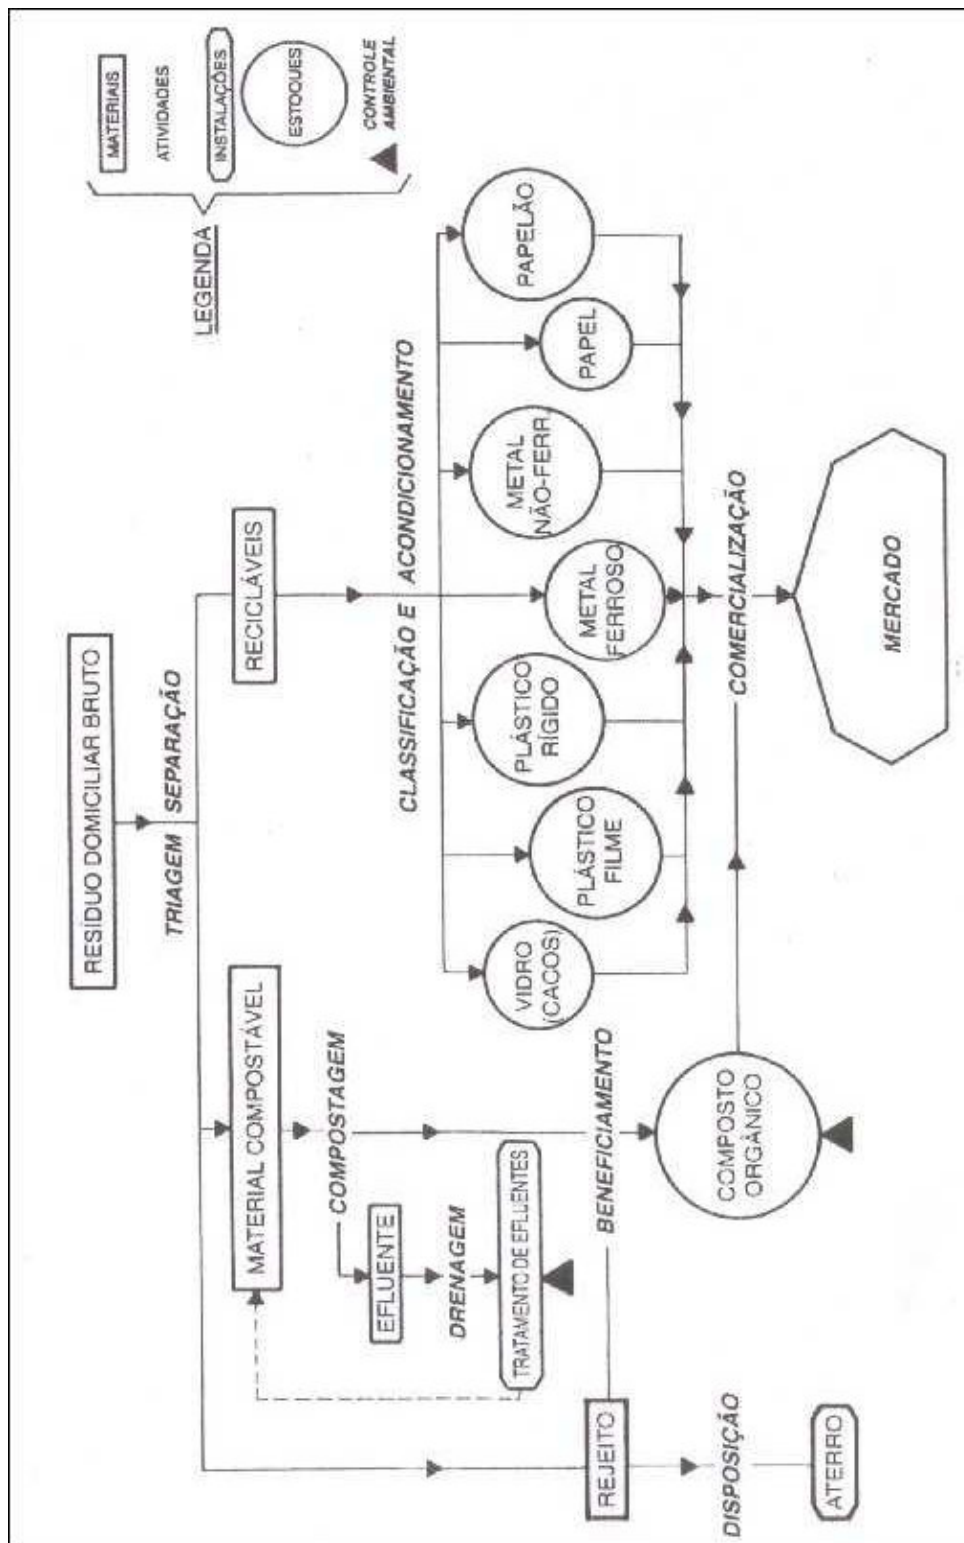 RESÍDUO DOMICILIAR BRUTO
TRIAGEM SEPARAÇÃO
MATERIAL COMPOSTÁVEL
RECICLÁVEIS
LEGENDA
MATERIAIS
ATIVIDADES
INSTALAÇÕES
ESTOQUES
CONTROLE
AMBIENTAL
COMPOSTAGEM
EFLUENTE
DRENAGEM
TRATAMENTO DE EFLUENTES
CLASSIFICAÇÃO E ACONDICIONAMENTO
VIDRO
(CACOS)
PLÁSTICO
FILME
PLÁSTICO
RÍGIDO
METAL
FERROSO
METAL
NÃO-FERR.
PAPEL
PAPELÃO
REJEITO
BENEFICIAMENTO
COMPOSTO
ORGÂNICO
COMERCIALIZAÇÃO
DISPOSIÇÃO
ATERRO
MERCADO